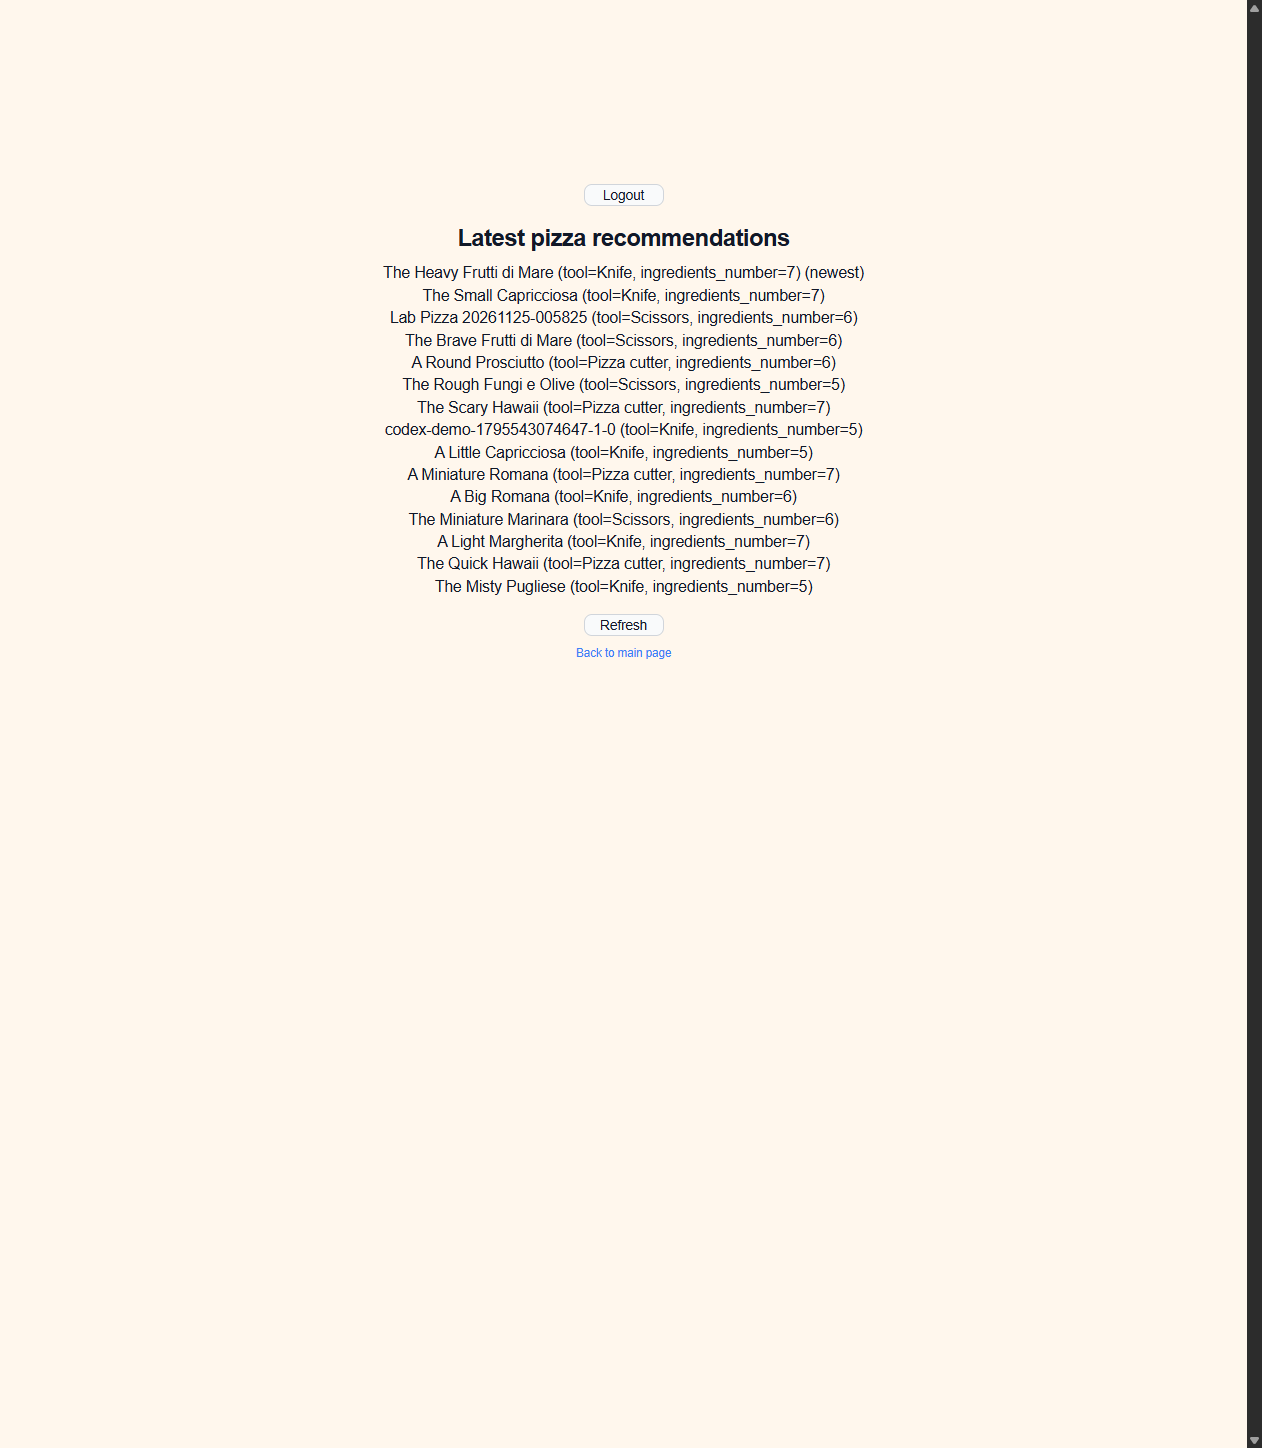 Logout
Latest pizza recommendations
The Heavy Frutti di Mare (tool=Knife, ingredients_number=7) (newest)
The Small Capricciosa (tool=Knife, ingredients_number=7)
Lab Pizza 20261125-005825 (tool=Scissors, ingredients_number=6)
The Brave Frutti di Mare (tool=Scissors, ingredients_number=6)
A Round Prosciutto (tool=Pizza cutter, ingredients_number=6)
The Rough Fungi e Olive (tool=Scissors, ingredients_number=5)
The Scary Hawaii (tool=Pizza cutter, ingredients_number=7)
codex-demo-1795543074647-1-0 (tool=Knife, ingredients_number=5)
A Little Capricciosa (tool=Knife, ingredients_number=5)
A Miniature Romana (tool=Pizza cutter, ingredients_number=7)
A Big Romana (tool=Knife, ingredients_number=6)
The Miniature Marinara (tool=Scissors, ingredients_number=6)
A Light Margherita (tool=Knife, ingredients_number=7)
The Quick Hawaii (tool=Pizza cutter, ingredients_number=7)
The Misty Pugliese (tool=Knife, ingredients_number=5)
Refresh
Back to main page